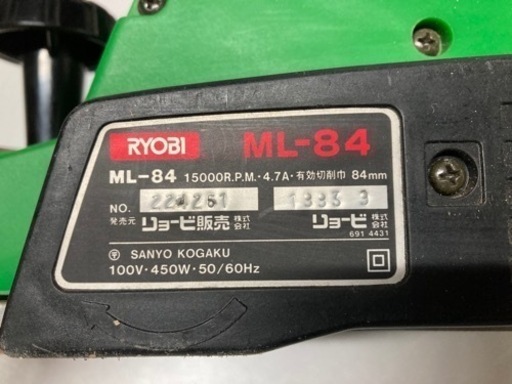 RYOBI ML-84
ML-84 15000R.P.M.・4.7A・有効切削巾 84mm
NO. 224261 1993 3
発売元 リョービ販売株式会社 リョービ株式会社
691 4431
〒 SANYO KOGAKU
100V・450W・50/60Hz